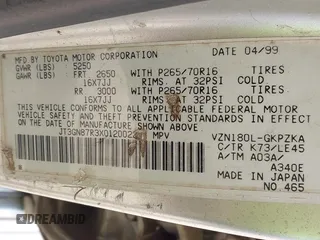 MFD BY TOYOTA MOTOR CORPORATION 04/99
GVWR (LBS) 5250
GAWR (LBS) FRT 2650 WITH P265/70R16 TIRES
16X7JJ RIMS. AT 32PSI COLD
RR 3000 WITH P265/70R16 TIRES
16X7JJ RIMS. AT 32PSI COLD
THIS VEHICLE CONFORMS TO ALL APPLICABLE FEDERAL MOTOR
VEHICLE SAFETY AND THEFT PREVENTION STANDARDS IN
EFFECT ON THE DATE OF MANUFACTURE SHOWN ABOVE.
MPV
VZN180L-GKPZKA
C/TR K73/LE45
A/TM A03A/
A340E
MADE IN JAPAN
NO.465
DREAMBID